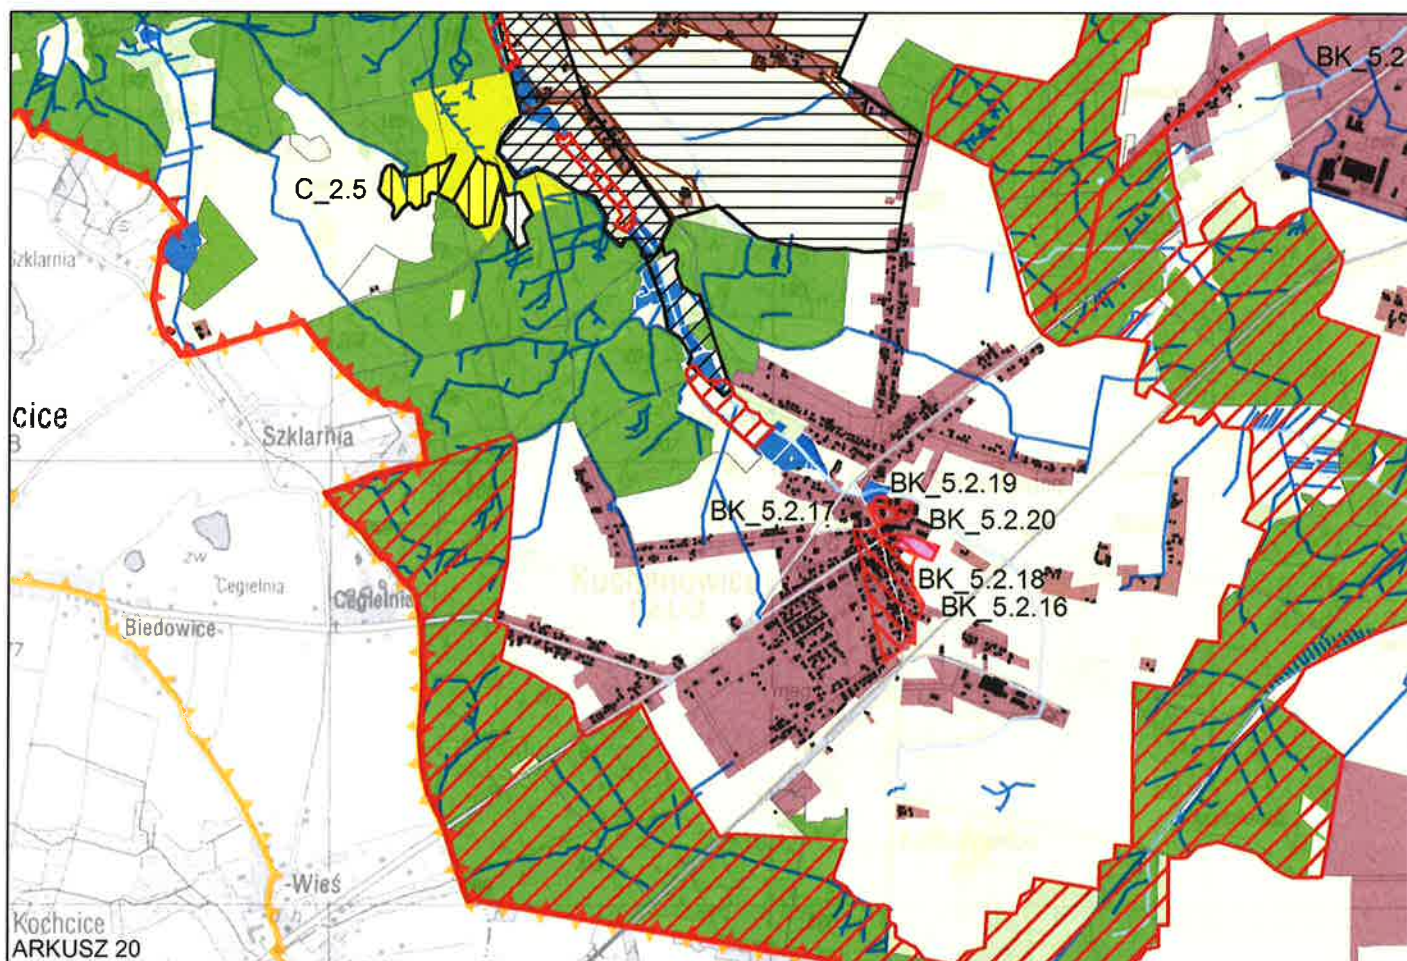 BK_5.2
C_2.5
Szklarnia
cice
Szklarnia
BK_5.2.19
BK_5.2.17
BK_5.2.20
zw
Cegielnia
Cegielnia
BK_5.2.18
BK_5.2.16
Biedowice
-Wieś
Kochcice
ARKUSZ 20